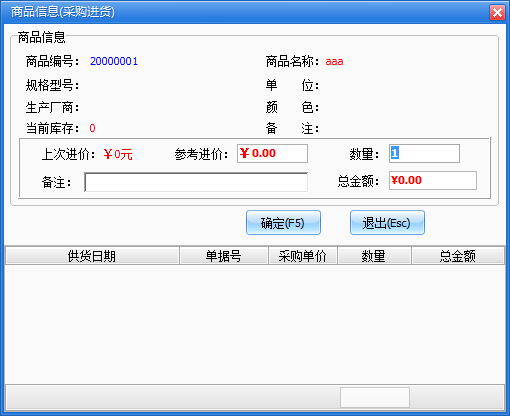 商品信息(采购进货)
商品信息
商品编号： 20000001 商品名称：aaa
规格型号： 单 位：
生产厂商： 颜 色：
当前库存： 0 备 注：
上次进价：￥0元 参考进价：￥0.00 数量：1
备注： 总金额：¥0.00
确定(F5) 退出(Esc)
供货日期 单据号 采购单价 数量 总金额